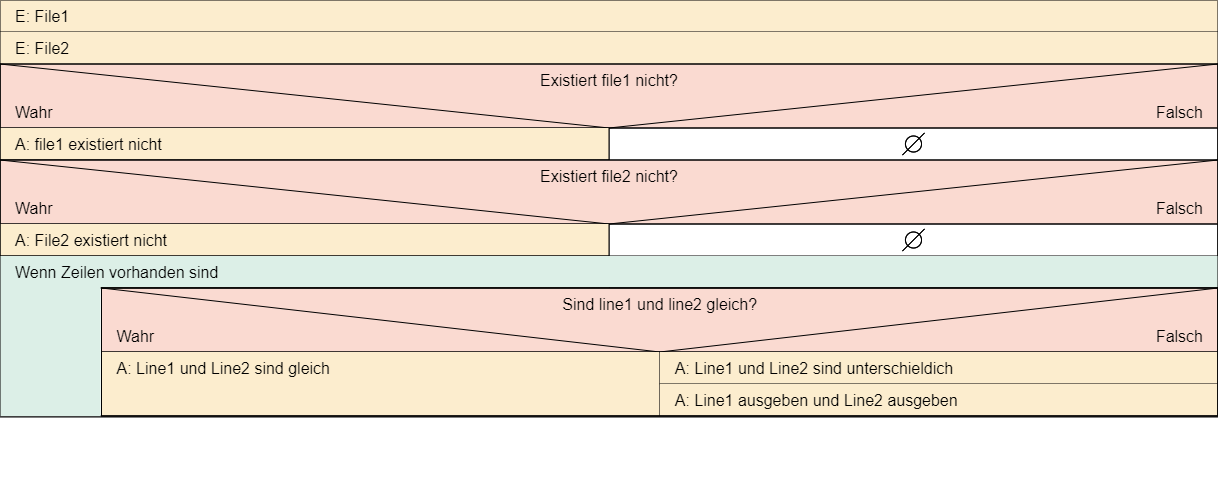 E: File1
E: File2
Existiert file1 nicht?
Wahr
Falsch
A: file1 existiert nicht
Existiert file2 nicht?
Wahr
Falsch
A: File2 existiert nicht
Wenn Zeilen vorhanden sind
Sind line1 und line2 gleich?
Wahr
Falsch
A: Line1 und Line2 sind gleich
A: Line1 und Line2 sind unterschieldich
A: Line1 ausgeben und Line2 ausgeben